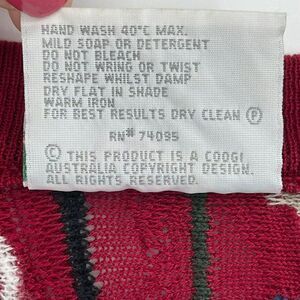 HAND WASH 40°C MAX.
MILD SOAP OR DETERGENT
DO NOT BLEACH
DO NOT WRING OR TWIST
RESHAPE WHILST DAMP
DRY FLAT IN SHADE
WARM IRON
FOR BEST RESULTS DRY CLEAN Ⓟ
RN# 74095
© THIS PRODUCT IS A COOGI
AUSTRALIA COPYRIGHT DESIGN.
ALL RIGHTS RESERVED.